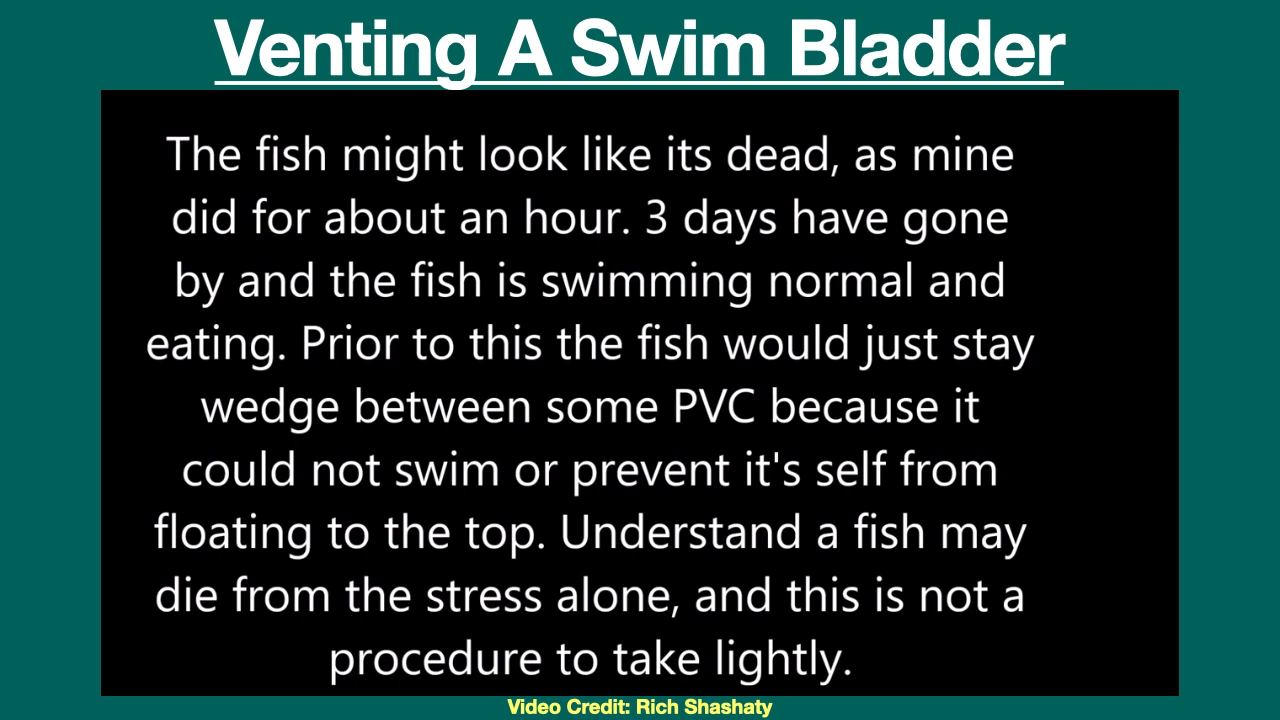 Venting A Swim Bladder
The fish might look like its dead, as mine
did for about an hour. 3 days have gone
by and the fish is swimming normal and
eating. Prior to this the fish would just stay
wedge between some PVC because it
could not swim or prevent it's self from
floating to the top. Understand a fish may
die from the stress alone, and this is not a
procedure to take lightly.
Video Credit: Rich Shashaty